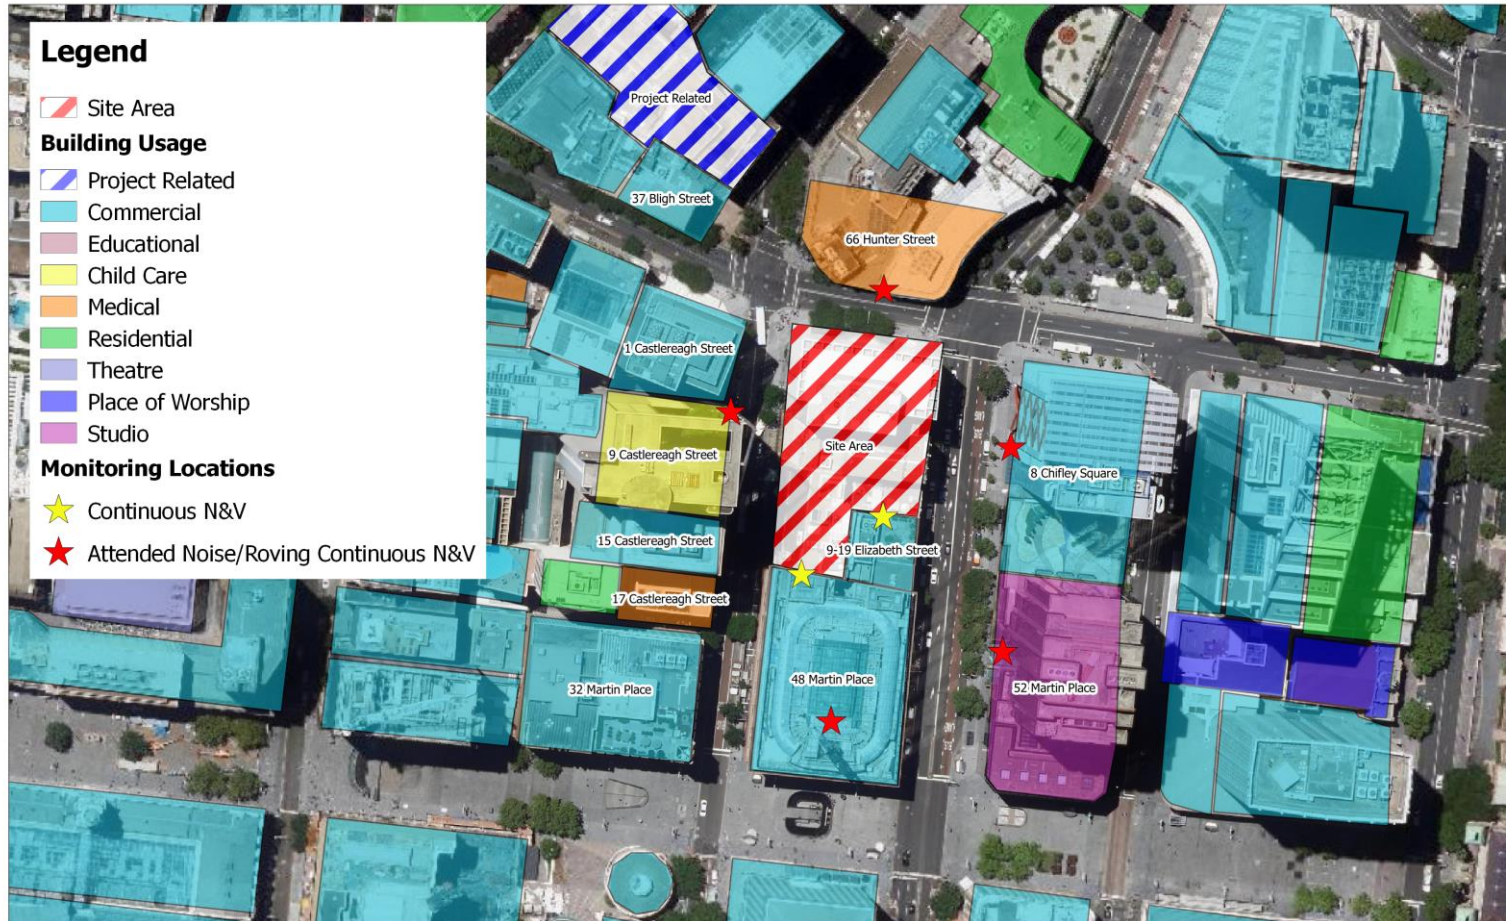 Legend
Site Area
Building Usage
Project Related
Commercial
Educational
Child Care
Medical
Residential
Theatre
Place of Worship
Studio
Monitoring Locations
Continuous N&V
Attended Noise/Roving Continuous N&V
Project Related
37 Bligh Street
66 Hunter Street
1 Castlereagh Street
Site Area
9 Castlereagh Street
8 Chifley Square
15 Castlereagh Street
9-19 Elizabeth Street
17 Castlereagh Street
48 Martin Place
32 Martin Place
52 Martin Place